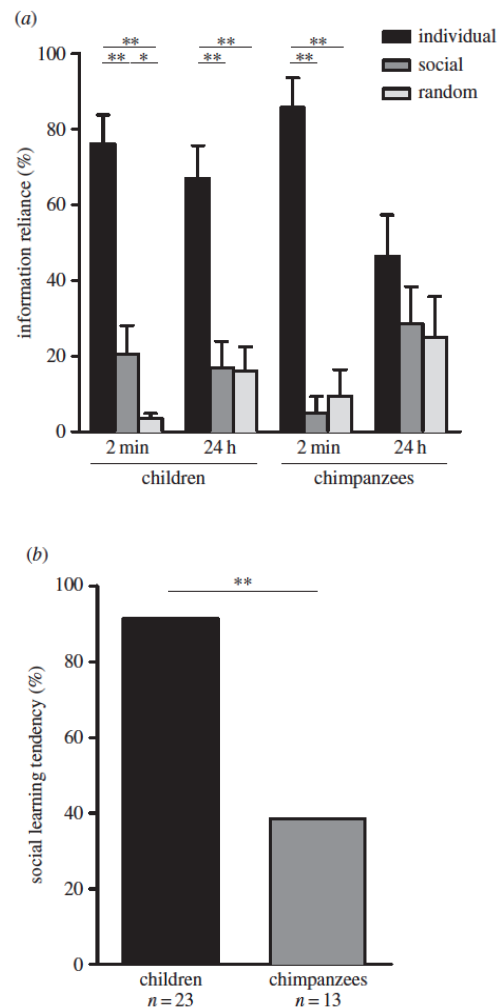 (a)
100
80
60
40
20
0
information reliance (%)
** ** *
** **
** **
individual
social
random
2 min 24 h 2 min 24 h
children chimpanzees
(b)
100
80
60
40
20
0
social learning tendency (%)
**
children chimpanzees
n = 23 n = 13